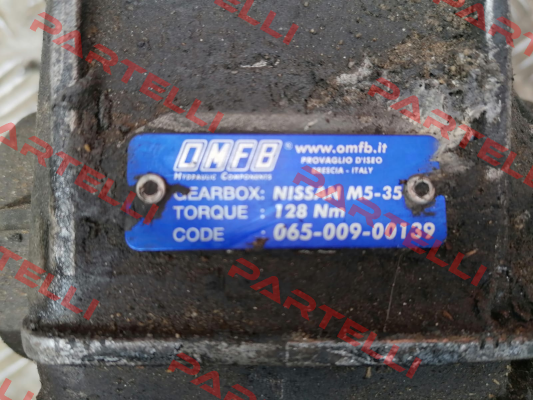 OMFB®
HYDRAULIC COMPONENTS
www.omfb.it
PROVAGLIO D'ISEO
BRESCIA - ITALY
GEARBOX: NISSAN M5-35
TORQUE : 128 Nm
CODE : 065-009-00139
PARTELLI
PARTELLI
PARTELLI
PARTELLI
PARTELLI
PARTELLI
PARTELLI